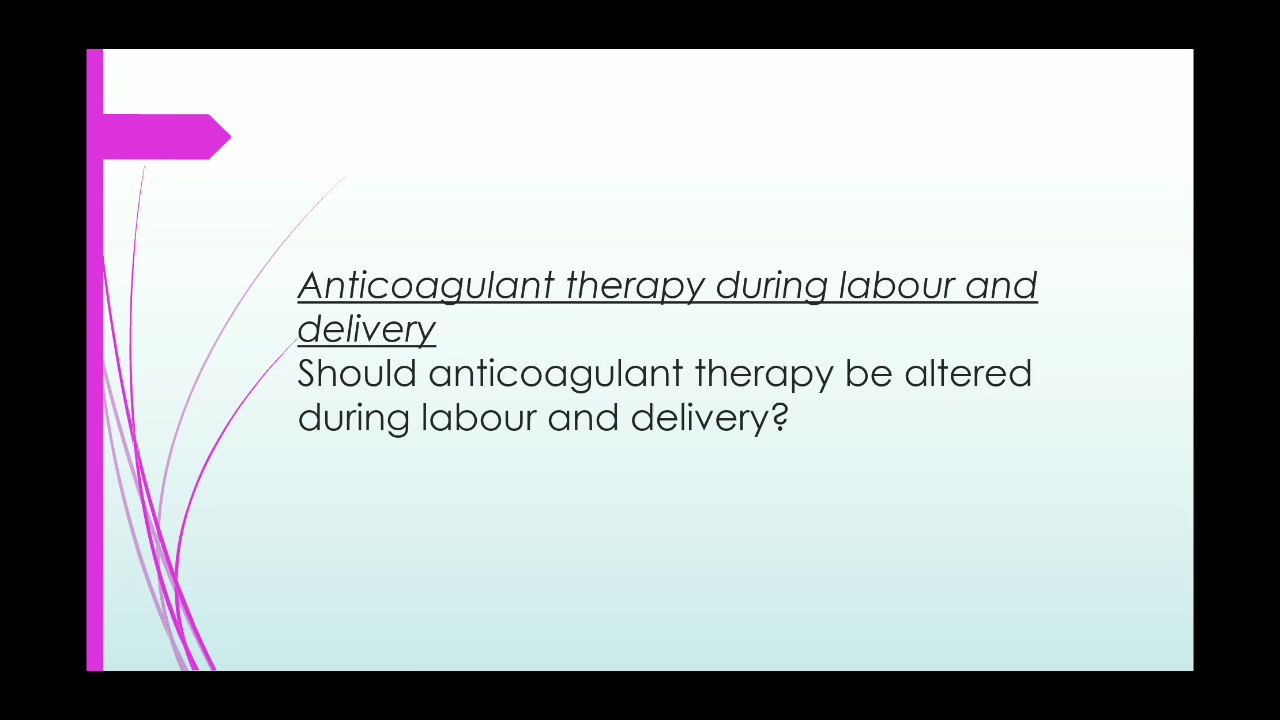 Anticoagulant therapy during labour and
delivery
Should anticoagulant therapy be altered
during labour and delivery?